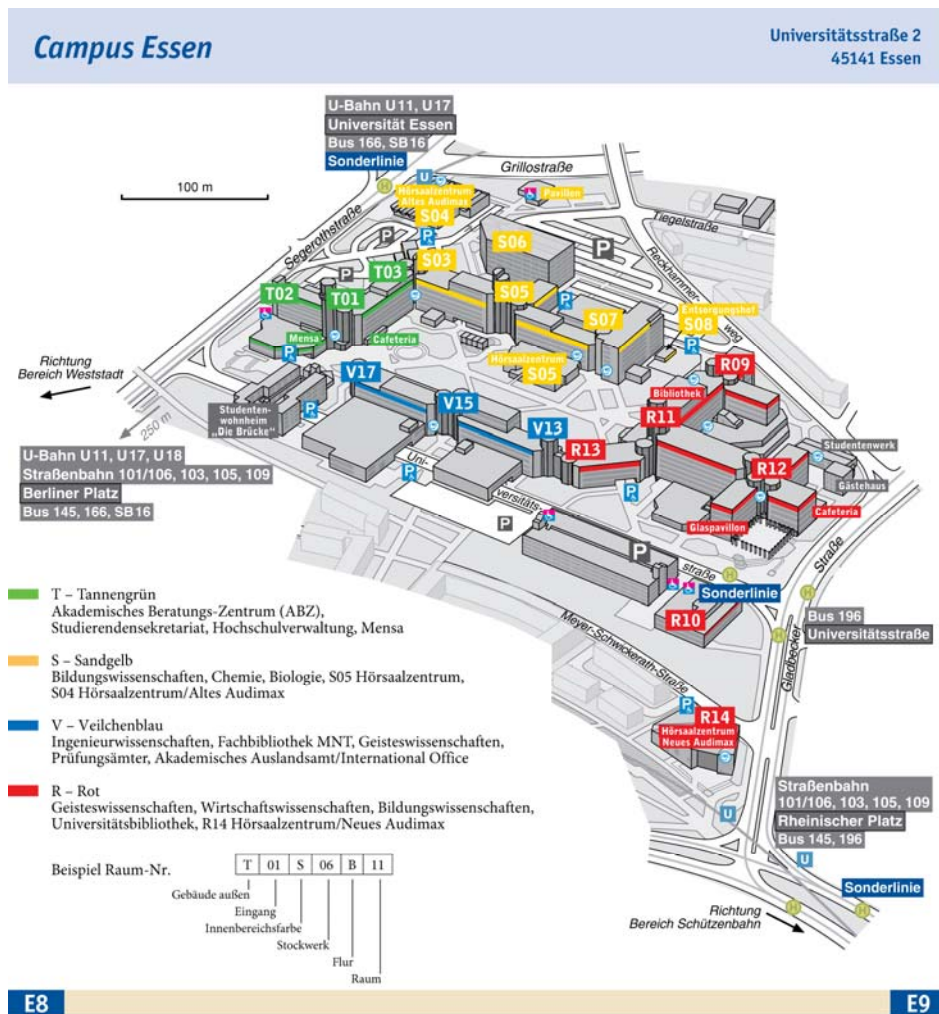 Campus Essen
Universitätsstraße 2
45141 Essen
U-Bahn U11, U17
Universität Essen
Bus 166, SB16
Sonderlinie
100 m
Grillostraße
Segerothstraße
Tiegelstraße
Reckhammer-
weg
U
H
Hörsaalzentrum
Altes Audimax
S04
Pavillon
P
P
S06
P
S03
T03
P
T02
T01
S05
P
Entsorgungshof
S08
S07
P
Mensa
Cafeteria
P
Hörsaalzentrum
S05
R09
V17
Bibliothek
Richtung
Bereich Weststadt
250 m
Studenten-
wohnheim
„Die Brücke“
P
V15
R11
V13
R13
Studentenwerk
Gästehaus
R12
U-Bahn U11, U17, U18
Straßenbahn 101/106, 103, 105, 109
Berliner Platz
Bus 145, 166, SB16
Uni-
versitäts-
straße
P
P
P
P
Glaspavillon
Cafeteria
H
Sonderlinie
R10
H
H
Bus 196
Universitätsstraße
Gladbecker
Straße
Meyer-Schwickerath-Straße
P
R14
Hörsaalzentrum
Neues Audimax
T – Tannengrün
Akademisches Beratungs-Zentrum (ABZ),
Studierendensekretariat, Hochschulverwaltung, Mensa
S – Sandgelb
Bildungswissenschaften, Chemie, Biologie, S05 Hörsaalzentrum,
S04 Hörsaalzentrum/Altes Audimax
V – Veilchenblau
Ingenieurwissenschaften, Fachbibliothek MNT, Geisteswissenschaften,
Prüfungsämter, Akademisches Auslandsamt/International Office
R – Rot
Geisteswissenschaften, Wirtschaftswissenschaften, Bildungswissenschaften,
Universitätsbibliothek, R14 Hörsaalzentrum/Neues Audimax
Straßenbahn
101/106, 103, 105, 109
Rheinischer Platz
Bus 145, 196
U
U
Sonderlinie
H
H
Richtung
Bereich Schützenbahn
Beispiel Raum-Nr.
T 01 S 06 B 11
Gebäude außen
Eingang
Innenbereichsfarbe
Stockwerk
Flur
Raum
E8
E9